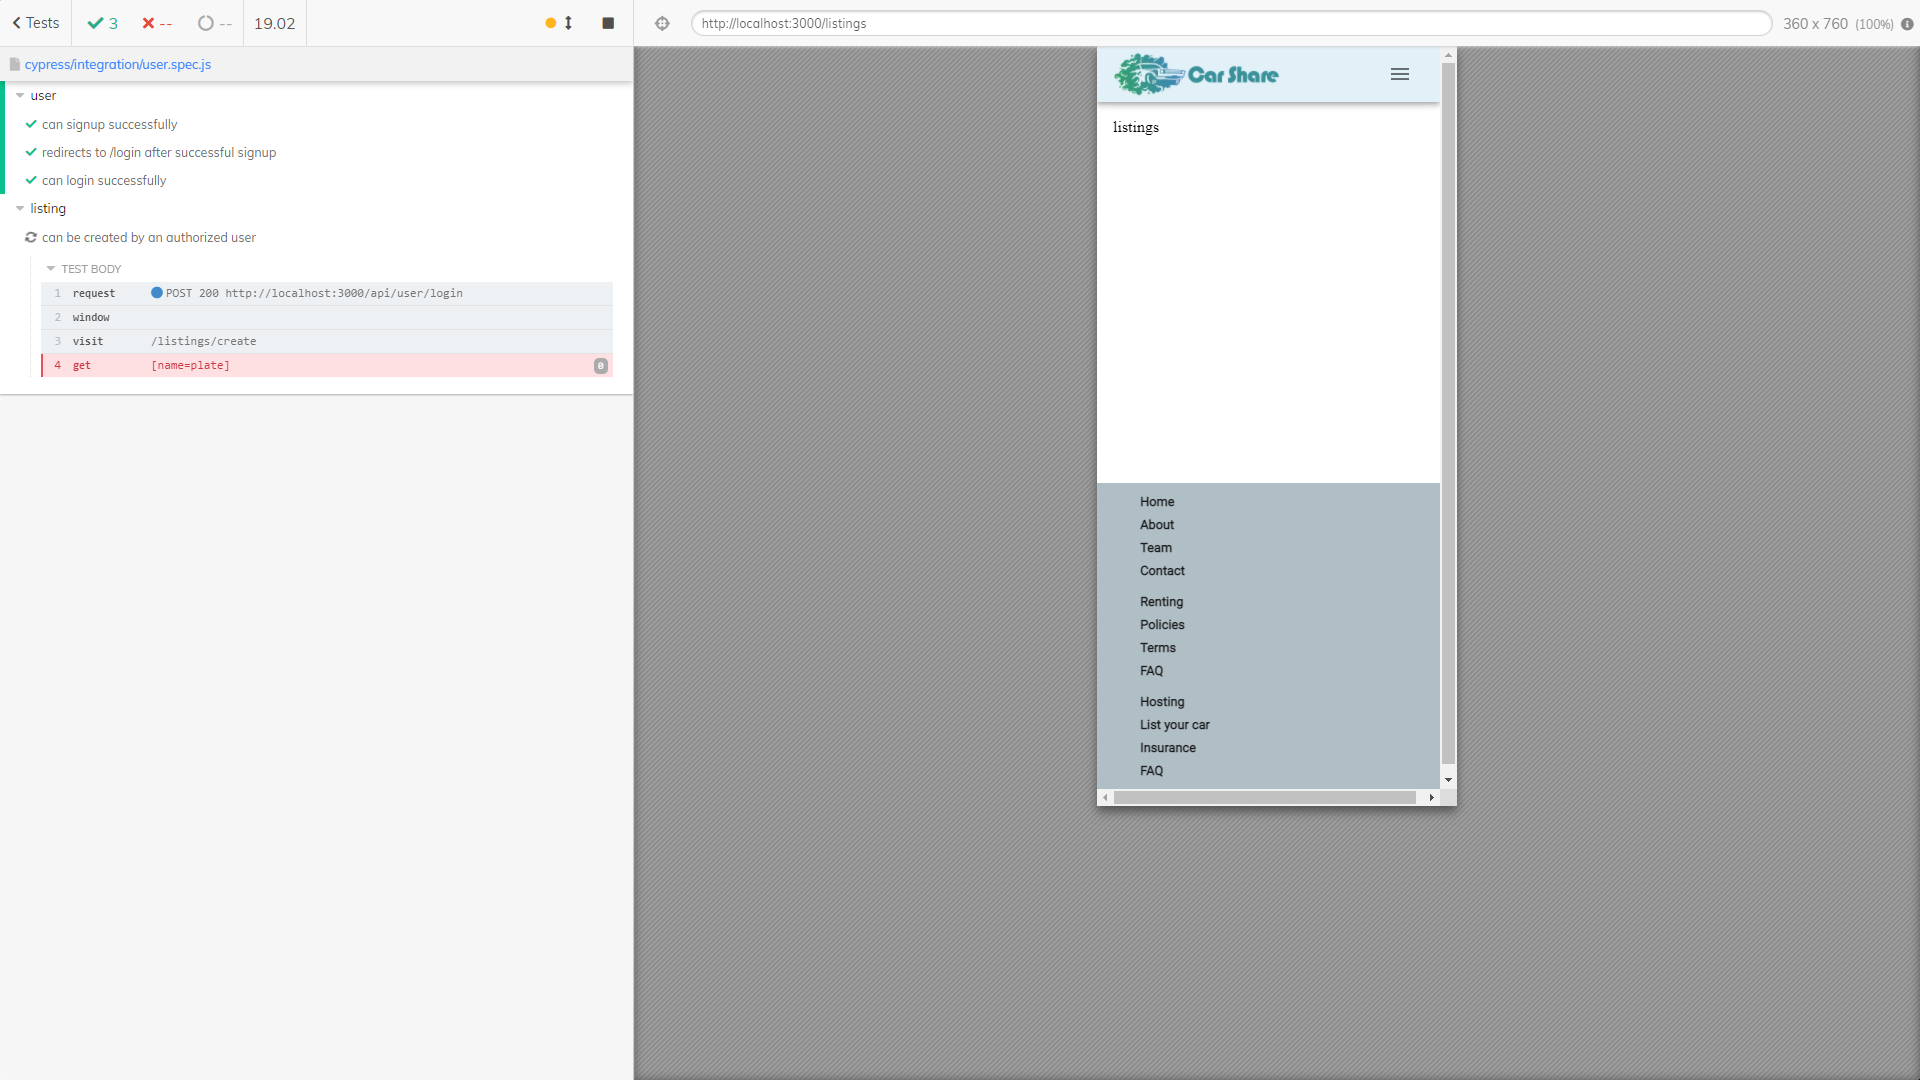 Tests
3
--
--
19.02
http://localhost:3000/listings
360 x 760 (100%)
cypress/integration/user.spec.js
user
can signup successfully
redirects to /login after successful signup
can login successfully
listing
can be created by an authorized user
TEST BODY
1 request POST 200 http://localhost:3000/api/user/login
2 window
3 visit /listings/create
4 get [name=plate] 0
Car Share
listings
Home
About
Team
Contact
Renting
Policies
Terms
FAQ
Hosting
List your car
Insurance
FAQ